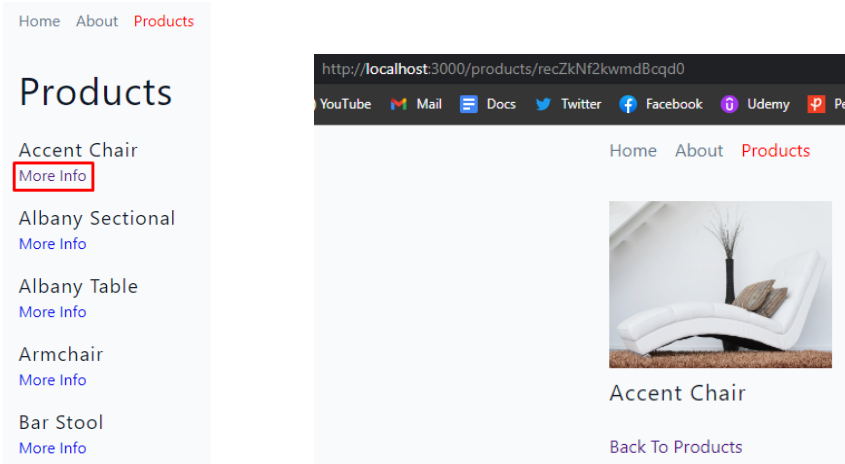 Home About Products
Products
Accent Chair
More Info
Albany Sectional
More Info
Albany Table
More Info
Armchair
More Info
Bar Stool
More Info
http://localhost:3000/products/recZkNf2kwmdBcqd0
YouTube Mail Docs Twitter Facebook Udemy Pe
Home About Products
Accent Chair
Back To Products